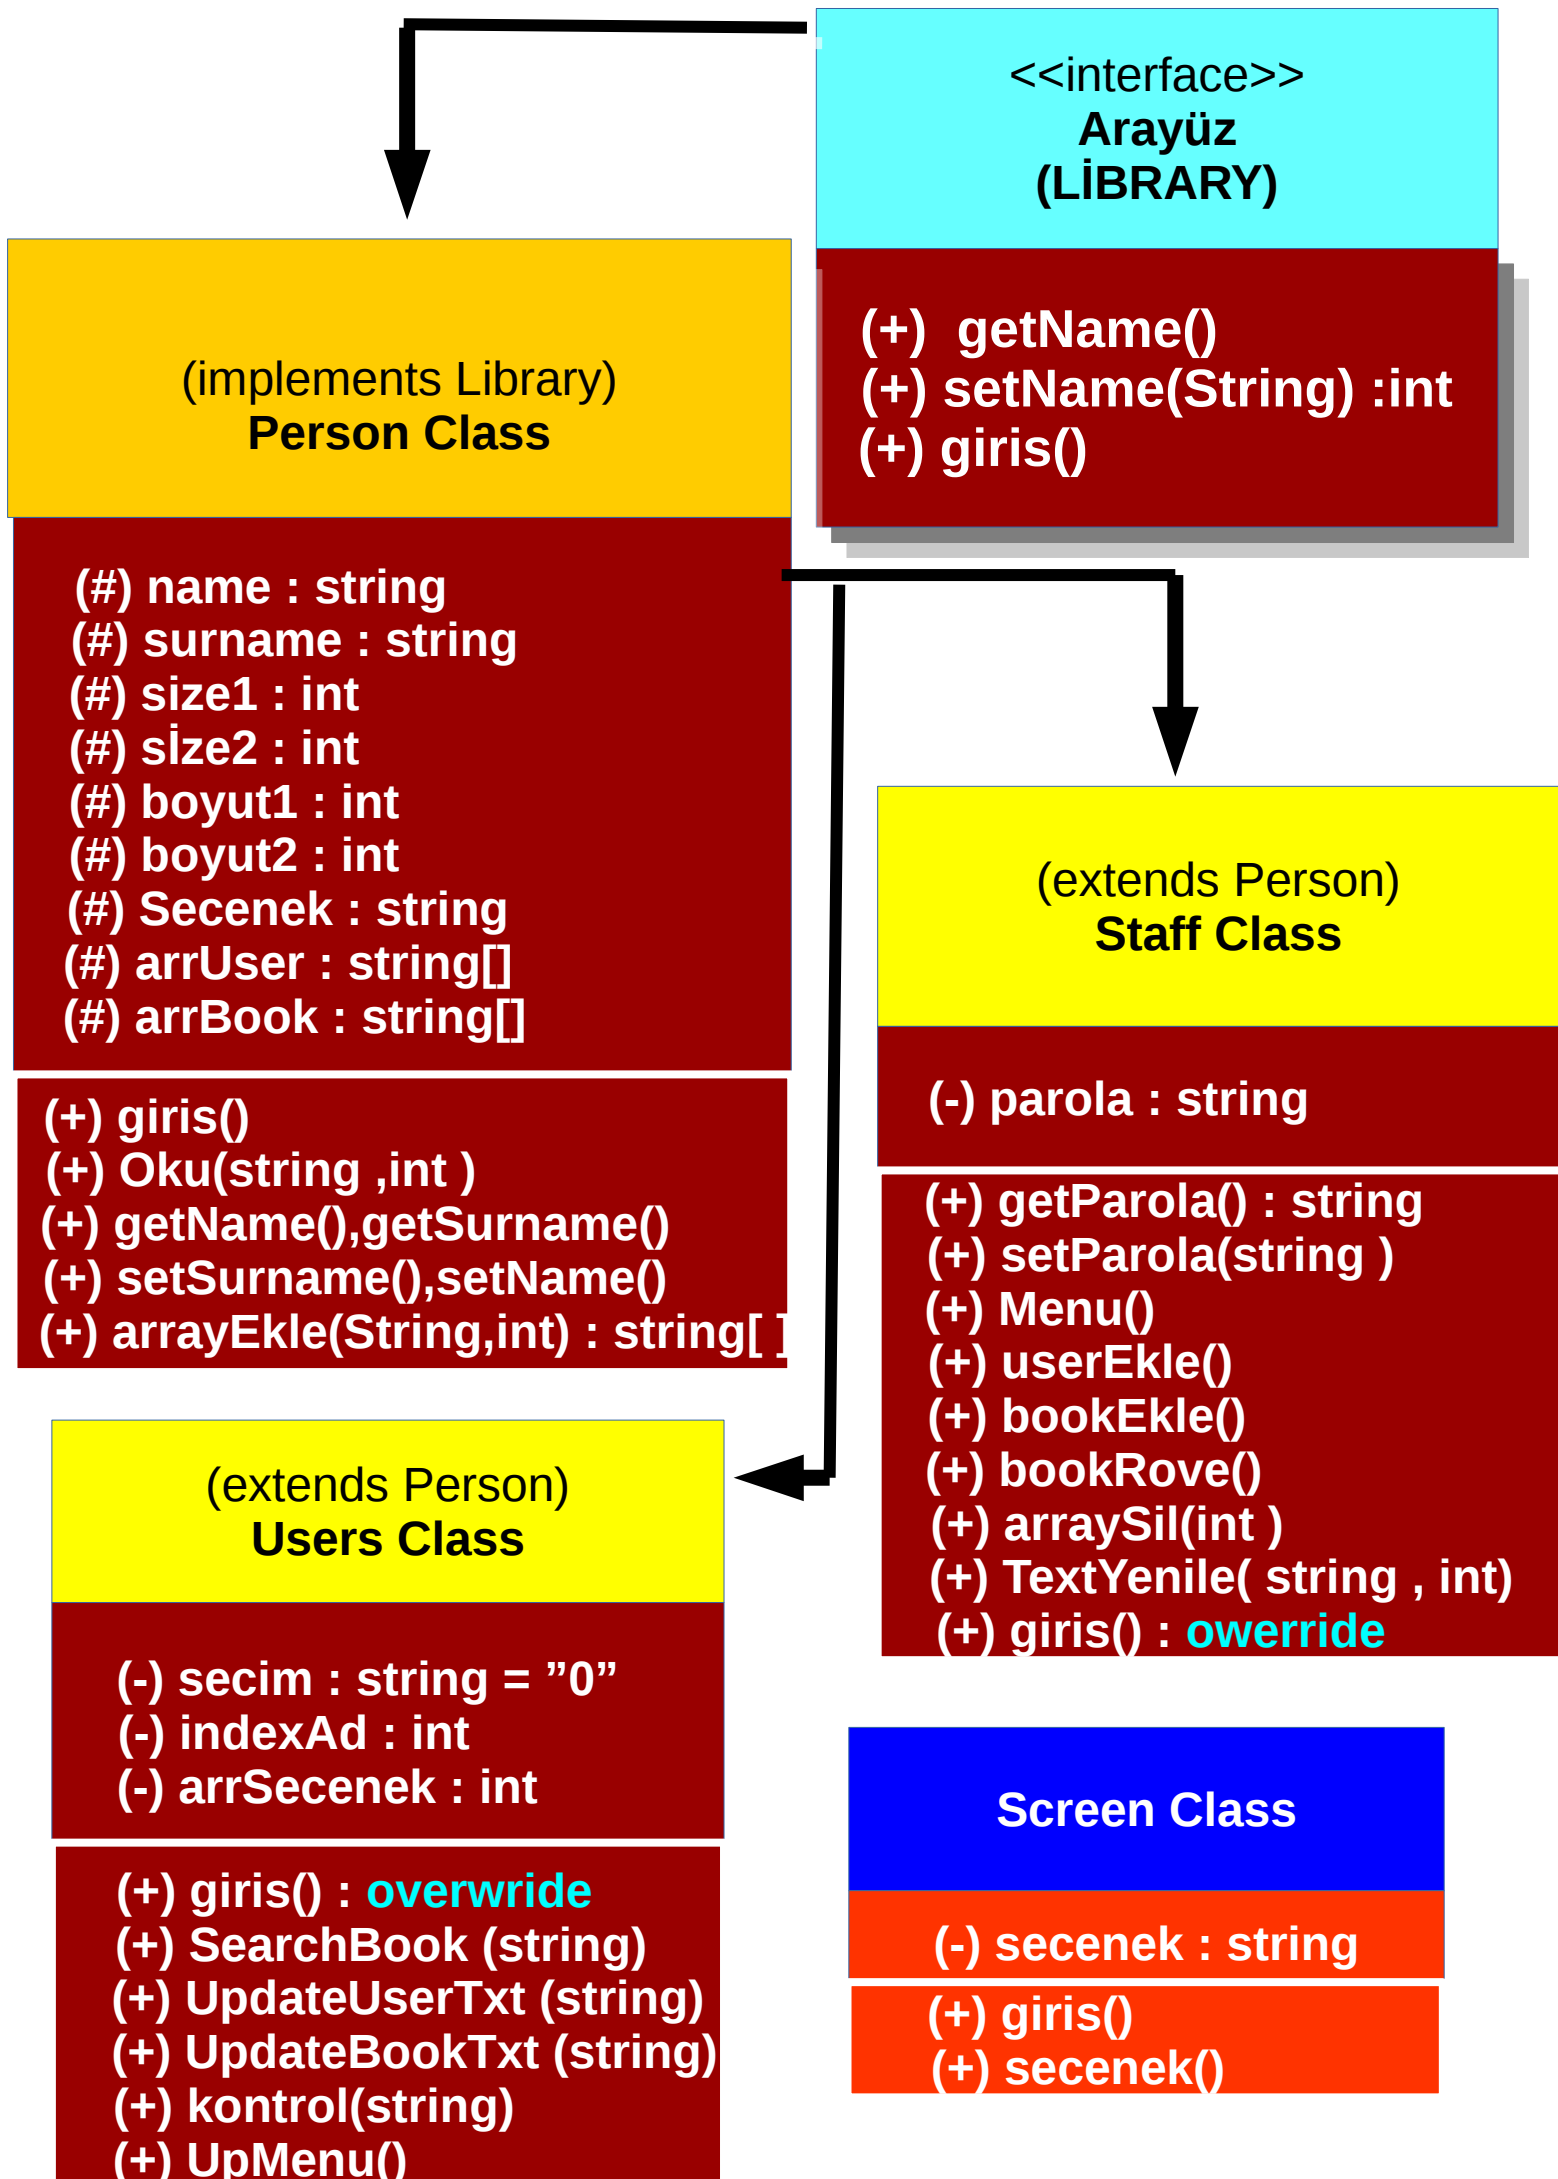 <<interface>>
Arayüz
(LİBRARY)
(+) getName()
(+) setName(String) :int
(+) giris()
(implements Library)
Person Class
(#) name : string
(#) surname : string
(#) size1 : int
(#) sİze2 : int
(#) boyut1 : int
(#) boyut2 : int
(#) Secenek : string
(#) arrUser : string[]
(#) arrBook : string[]
(+) giris()
(+) Oku(string ,int )
(+) getName(),getSurname()
(+) setSurname(),setName()
(+) arrayEkle(String,int) : string[ ]
(extends Person)
Staff Class
(-) parola : string
(+) getParola() : string
(+) setParola(string )
(+) Menu()
(+) userEkle()
(+) bookEkle()
(+) bookRove()
(+) arraySil(int )
(+) TextYenile( string , int)
(+) giris() : owerride
(extends Person)
Users Class
(-) secim : string = ”0”
(-) indexAd : int
(-) arrSecenek : int
(+) giris() : overwride
(+) SearchBook (string)
(+) UpdateUserTxt (string)
(+) UpdateBookTxt (string)
(+) kontrol(string)
(+) UpMenu()
Screen Class
(-) secenek : string
(+) giris()
(+) secenek()